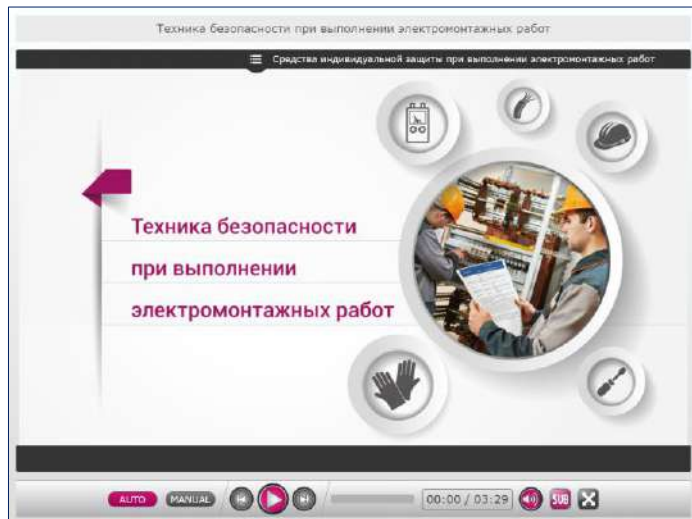 Техника безопасности при выполнении электромонтажных работ
Средства индивидуальной защиты при выполнении электромонтажных работ
Техника безопасности
при выполнении
электромонтажных работ
AUTO MANUAL 00:00 / 03:29 SUB